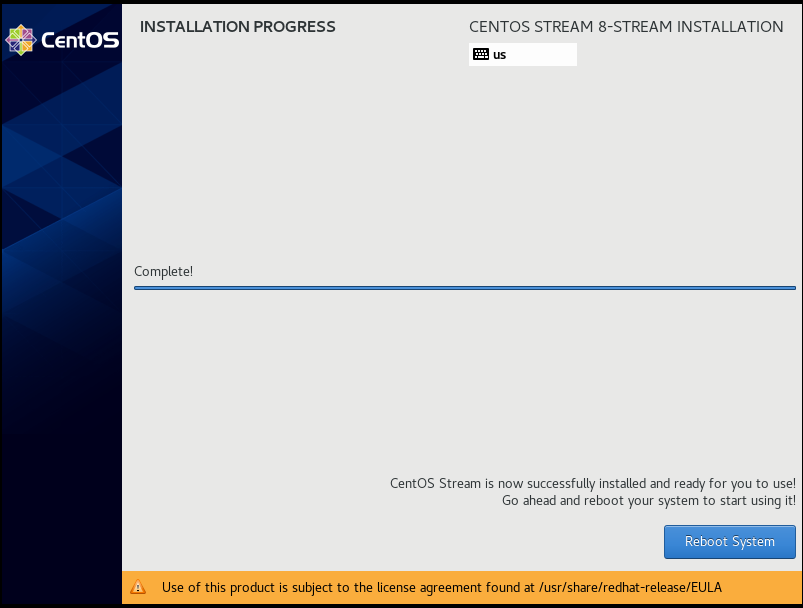 CentOS
INSTALLATION PROGRESS
CENTOS STREAM 8-STREAM INSTALLATION
us
Complete!
CentOS Stream is now successfully installed and ready for you to use!
Go ahead and reboot your system to start using it!
Reboot System
Use of this product is subject to the license agreement found at /usr/share/redhat-release/EULA